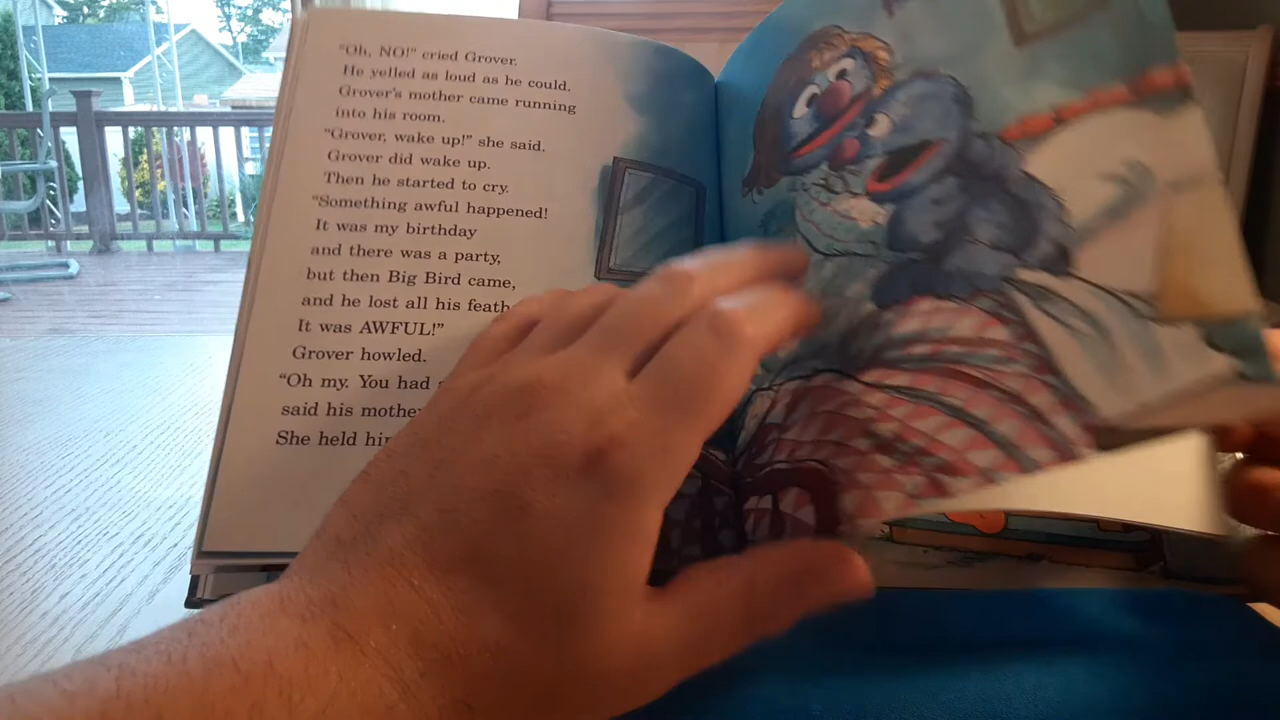 "Oh, NO!" cried Grover.
He yelled as loud as he could.
Grover's mother came running
into his room.
"Grover, wake up!" she said.
Grover did wake up.
Then he started to cry.
"Something awful happened!
It was my birthday
and there was a party,
but then Big Bird came,
and he lost all his feath
It was AWFUL!"
Grover howled.
"Oh my. You had
said his mothe
She held hi